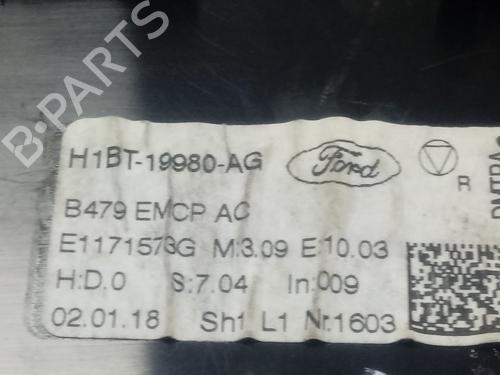 B-PARTS
H1BT-19980-AG
Ford
R
B479 EMCP AC
E1171573G M:3.09 E:10.03
H:D.0 S:7.04 In:009
02.01.18 Sh1 L1 Nr.1603